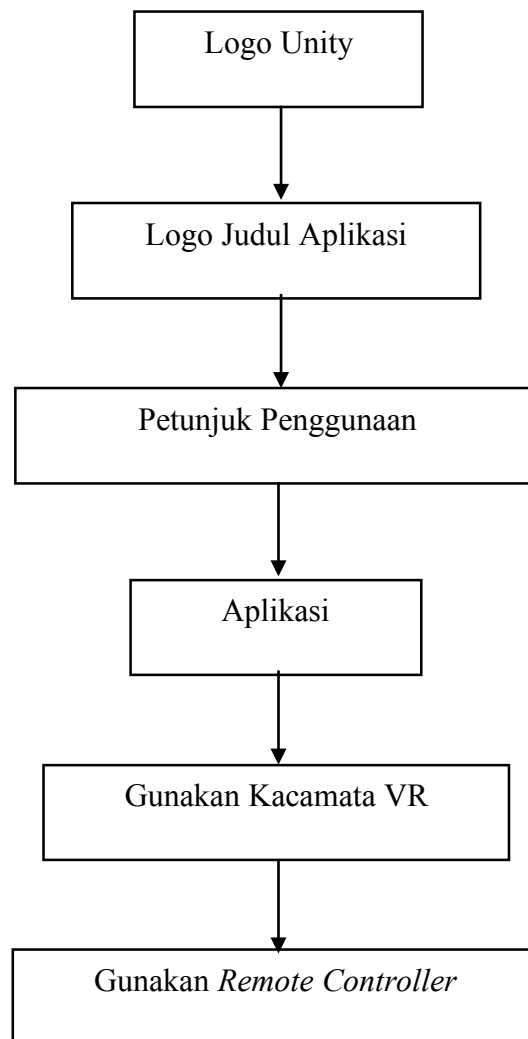 Logo Unity
Logo Judul Aplikasi
Petunjuk Penggunaan
Aplikasi
Gunakan Kacamata VR
Gunakan Remote Controller